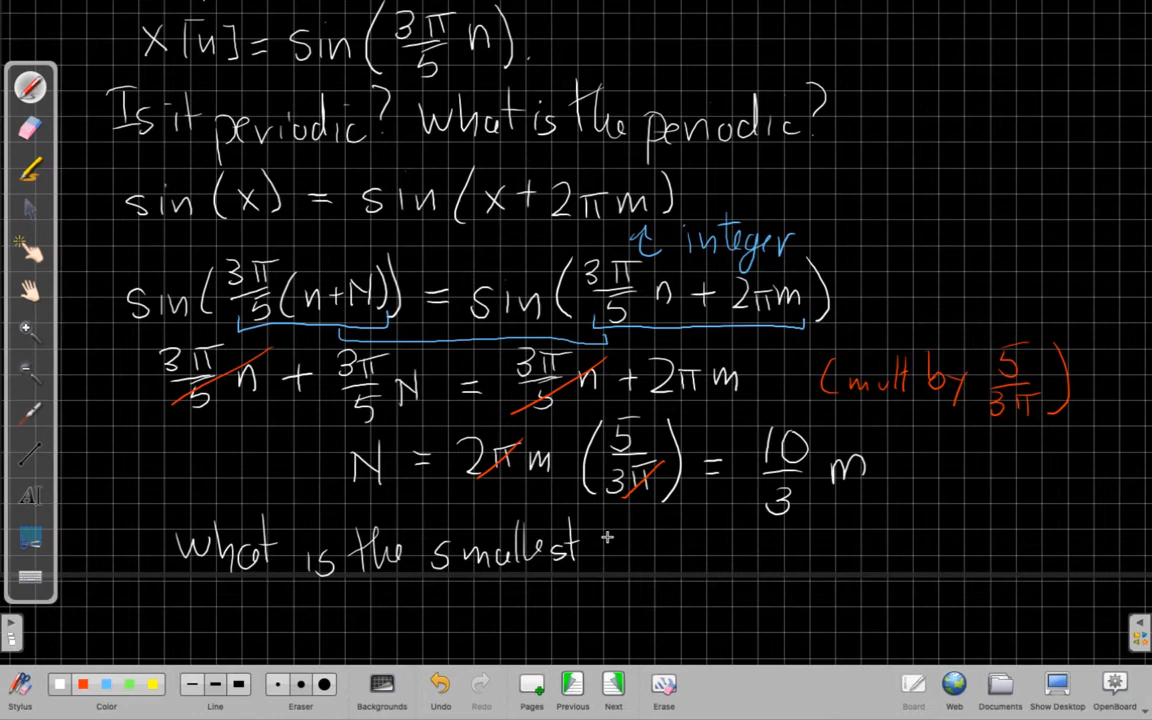 x[n] = sin(3π/5 n).
Is it periodic? What is the periodic?
sin(x) = sin(x + 2πm)
integer
sin(3π/5(n+N)) = sin(3π/5 n + 2πm)
3π/5 n + 3π/5 N = 3π/5 n + 2πm (mult by 5/3π)
N = 2πm (5/3π) = 10/3 m
What is the smallest
Stylus Color Line Eraser Backgrounds Undo Redo Pages Previous Next Erase Board Web Documents Show Desktop OpenBoard